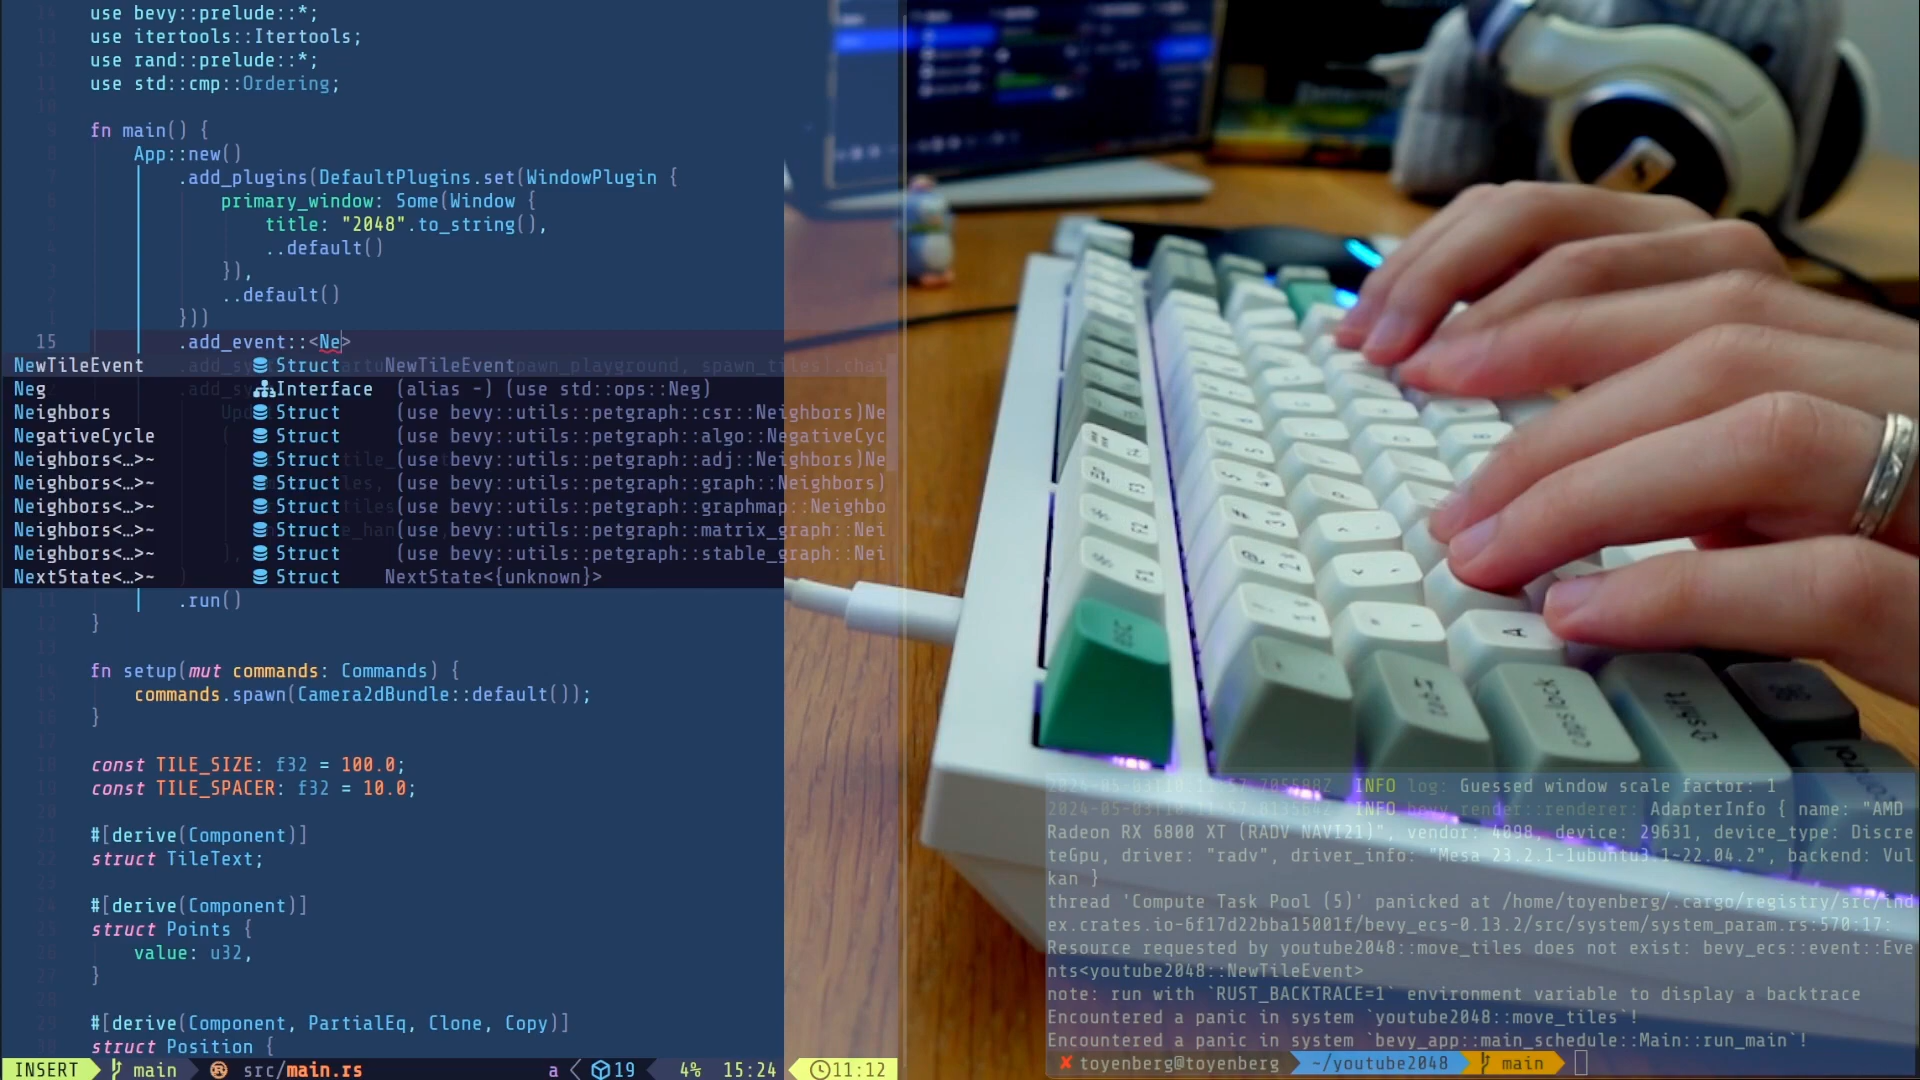 use bevy::prelude::*;
use itertools::Itertools;
use rand::prelude::*;
use std::cmp::Ordering;
fn main() {
App::new()
.add_plugins(DefaultPlugins.set(WindowPlugin {
primary_window: Some(Window {
title: "2048".to_string(),
..default()
}),
..default()
}))
15 .add_event::<Ne>
NewTileEvent Struct NewTileEvent
Neg Interface (alias -) (use std::ops::Neg)
Neighbors Struct (use bevy::utils::petgraph::csr::Neighbors)Ne
NegativeCycle Struct (use bevy::utils::petgraph::algo::NegativeCyc
Neighbors<…>~ Struct (use bevy::utils::petgraph::adj::Neighbors)Ne
Neighbors<…>~ Struct (use bevy::utils::petgraph::graph::Neighbors)
Neighbors<…>~ Struct (use bevy::utils::petgraph::graphmap::Neighbo
Neighbors<…>~ Struct (use bevy::utils::petgraph::matrix_graph::Nei
Neighbors<…>~ Struct (use bevy::utils::petgraph::stable_graph::Nei
NextState<…>~ Struct NextState<{unknown}>
.run()
}
fn setup(mut commands: Commands) {
commands.spawn(Camera2dBundle::default());
}
const TILE_SIZE: f32 = 100.0;
const TILE_SPACER: f32 = 10.0;
#[derive(Component)]
struct TileText;
#[derive(Component)]
struct Points {
value: u32,
}
#[derive(Component, PartialEq, Clone, Copy)]
struct Position {
INSERT main src/main.rs a 19 4% 15:24 11:12
esc
caps lock
shift
A
INFO log: Guessed window scale factor: 1
INFO bevy_render::renderer: AdapterInfo { name: "AMD
Radeon RX 6800 XT (RADV NAVI21)", vendor: 4098, device: 29631, device_type: Discre
teGpu, driver: "radv", driver_info: "Mesa 23.2.1-1ubuntu3.1~22.04.2", backend: Vul
kan }
thread 'Compute Task Pool (5)' panicked at /home/toyenberg/.cargo/registry/src/ind
ex.crates.io-6f17d22bba15001f/bevy_ecs-0.13.2/src/system/system_param.rs:570:17:
Resource requested by youtube2048::move_tiles does not exist: bevy_ecs::event::Eve
nts<youtube2048::NewTileEvent>
note: run with `RUST_BACKTRACE=1` environment variable to display a backtrace
Encountered a panic in system `youtube2048::move_tiles`!
Encountered a panic in system `bevy_app::main_schedule::Main::run_main`!
✘ toyenberg@toyenberg ~/youtube2048 main